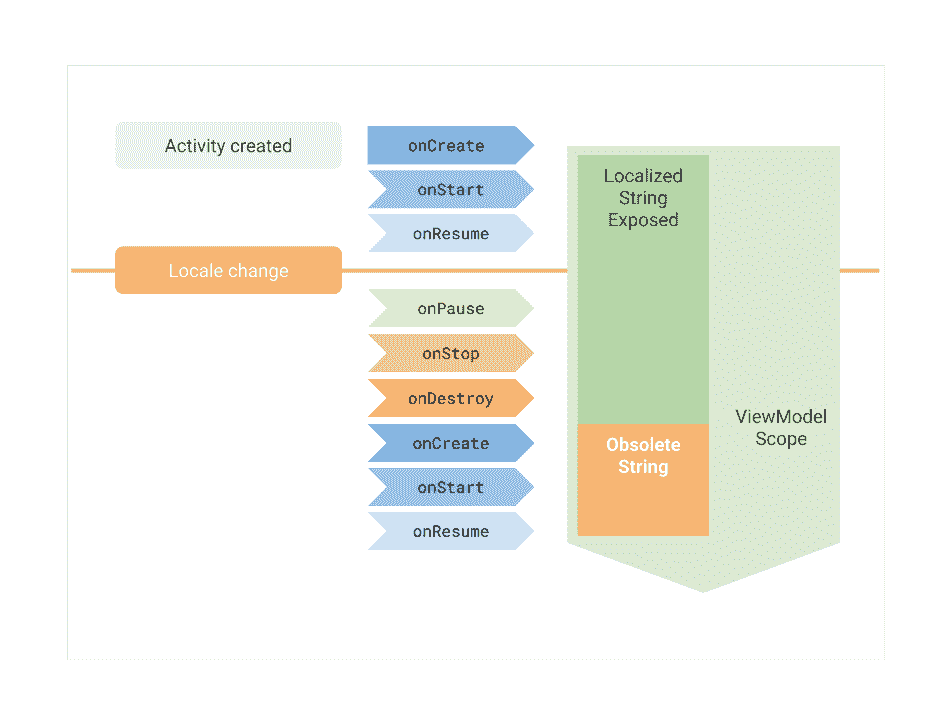 Activity created
onCreate
onStart
onResume
Locale change
onPause
onStop
onDestroy
onCreate
onStart
onResume
Localized
String
Exposed
Obsolete
String
ViewModel
Scope